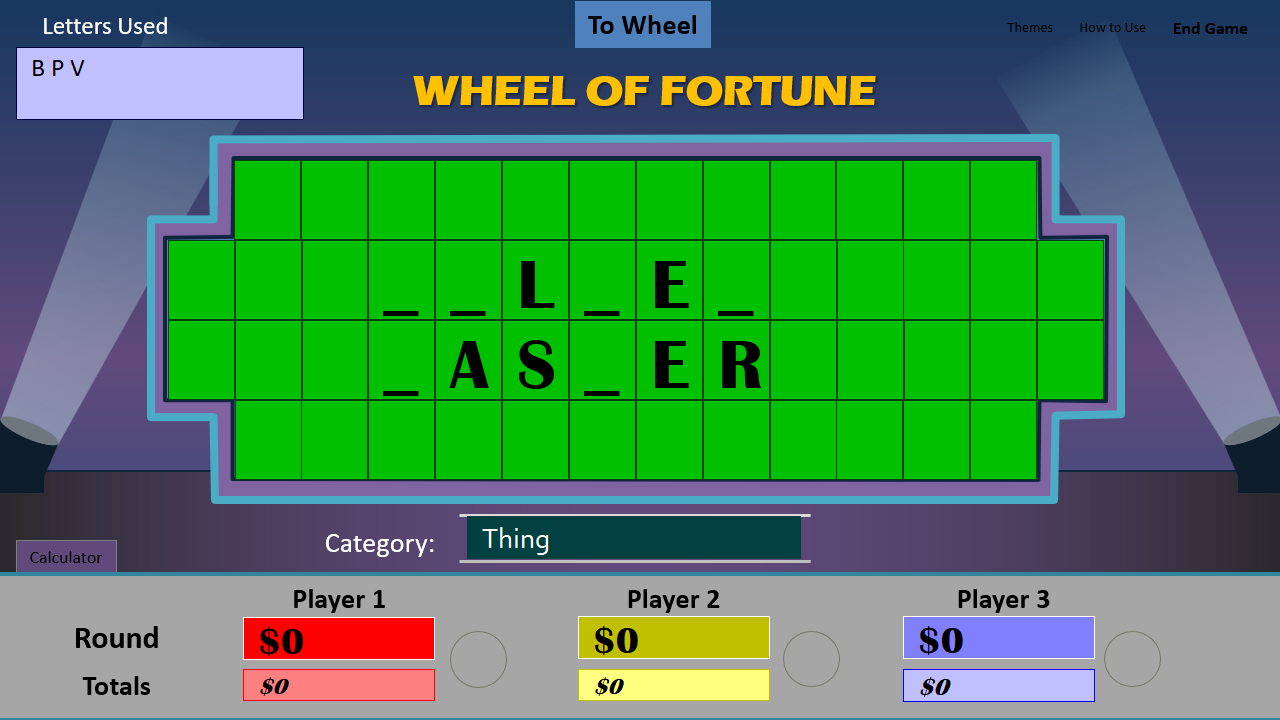 Letters Used
To Wheel
Themes
How to Use
End Game
B P V
WHEEL OF FORTUNE
_ _ L _ E _
_ A S _ E R
Category:
Thing
Calculator
Player 1
Player 2
Player 3
Round
$0
$0
$0
Totals
$0
$0
$0